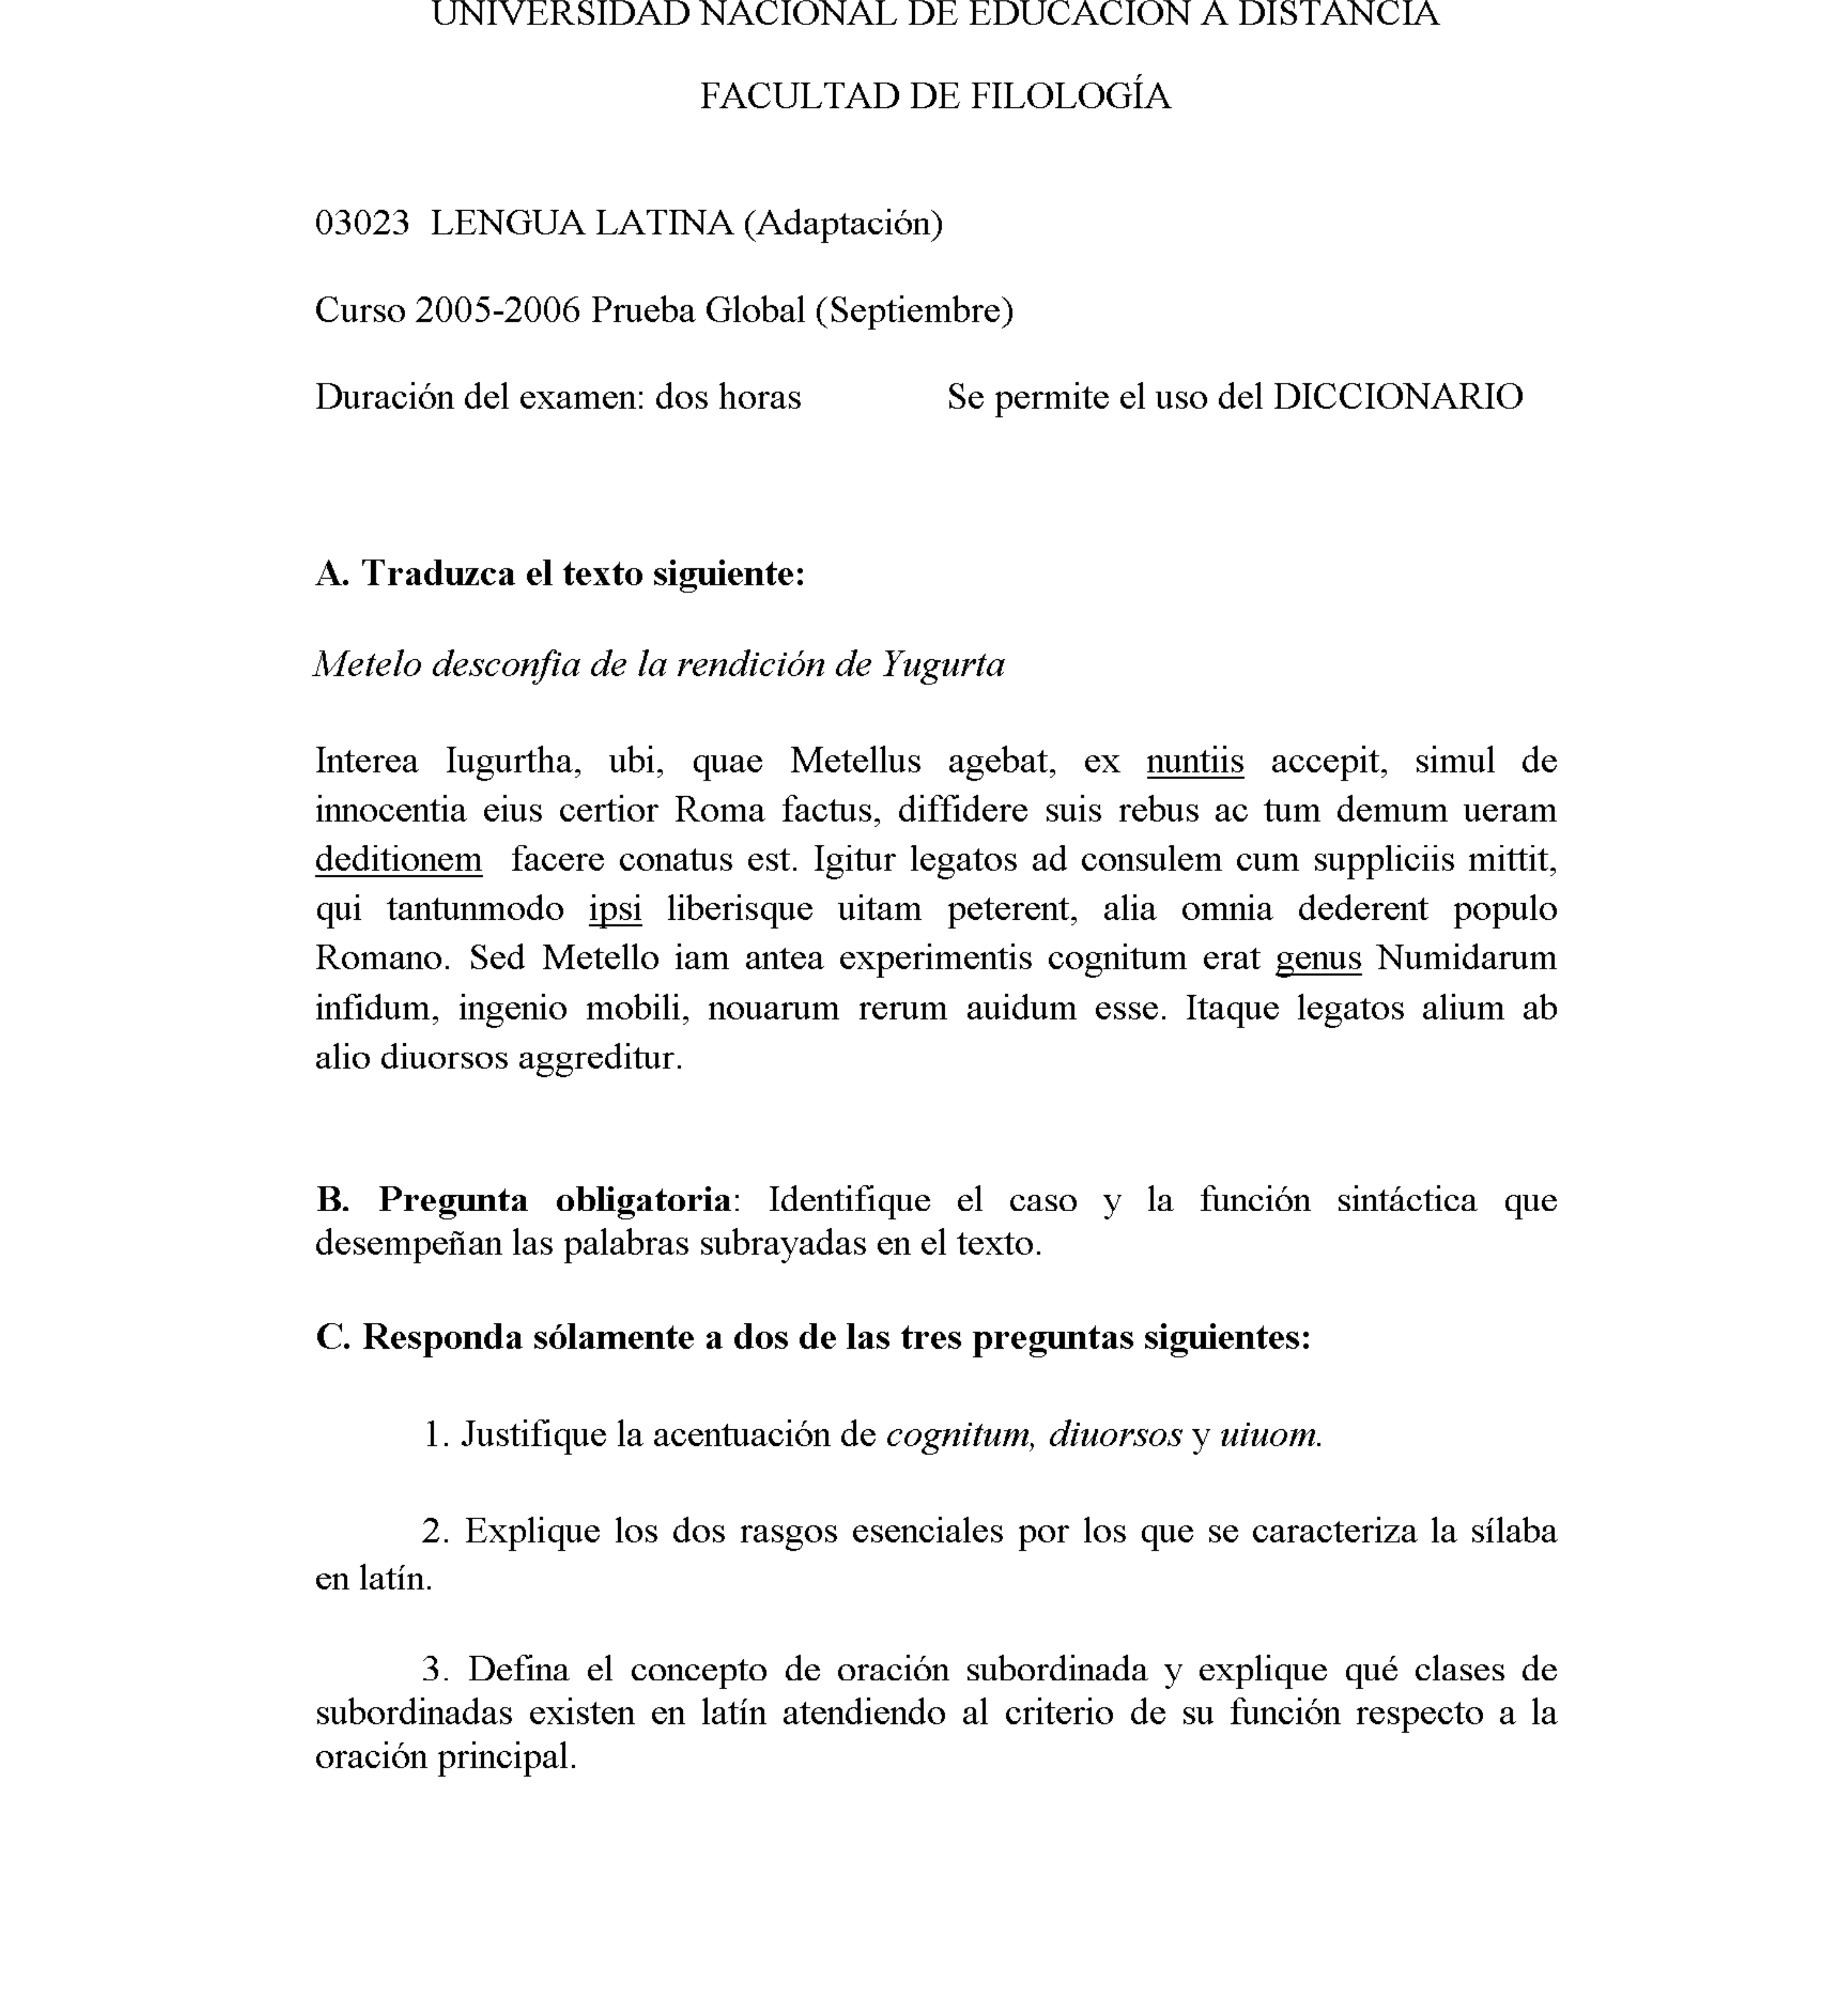 UNIVERSIDAD NACIONAL DE EDUCACIÓN A DISTANCIA
FACULTAD DE FILOLOGÍA
03023 LENGUA LATINA (Adaptación)
Curso 2005-2006 Prueba Global (Septiembre)
Duración del examen: dos horas Se permite el uso del DICCIONARIO
A. Traduzca el texto siguiente:
Metelo desconfia de la rendición de Yugurta
Interea Iugurtha, ubi, quae Metellus agebat, ex nuntiis accepit, simul de
innocentia eius certior Roma factus, diffidere suis rebus ac tum demum ueram
deditionem facere conatus est. Igitur legatos ad consulem cum suppliciis mittit,
qui tantunmodo ipsi liberisque uitam peterent, alia omnia dederent populo
Romano. Sed Metello iam antea experimentis cognitum erat genus Numidarum
infidum, ingenio mobili, nouarum rerum auidum esse. Itaque legatos alium ab
alio diuorsos aggreditur.
B. Pregunta obligatoria: Identifique el caso y la función sintáctica que
desempeñan las palabras subrayadas en el texto.
C. Responda sólamente a dos de las tres preguntas siguientes:
1. Justifique la acentuación de cognitum, diuorsos y uiuom.
2. Explique los dos rasgos esenciales por los que se caracteriza la sílaba
en latín.
3. Defina el concepto de oración subordinada y explique qué clases de
subordinadas existen en latín atendiendo al criterio de su función respecto a la
oración principal.